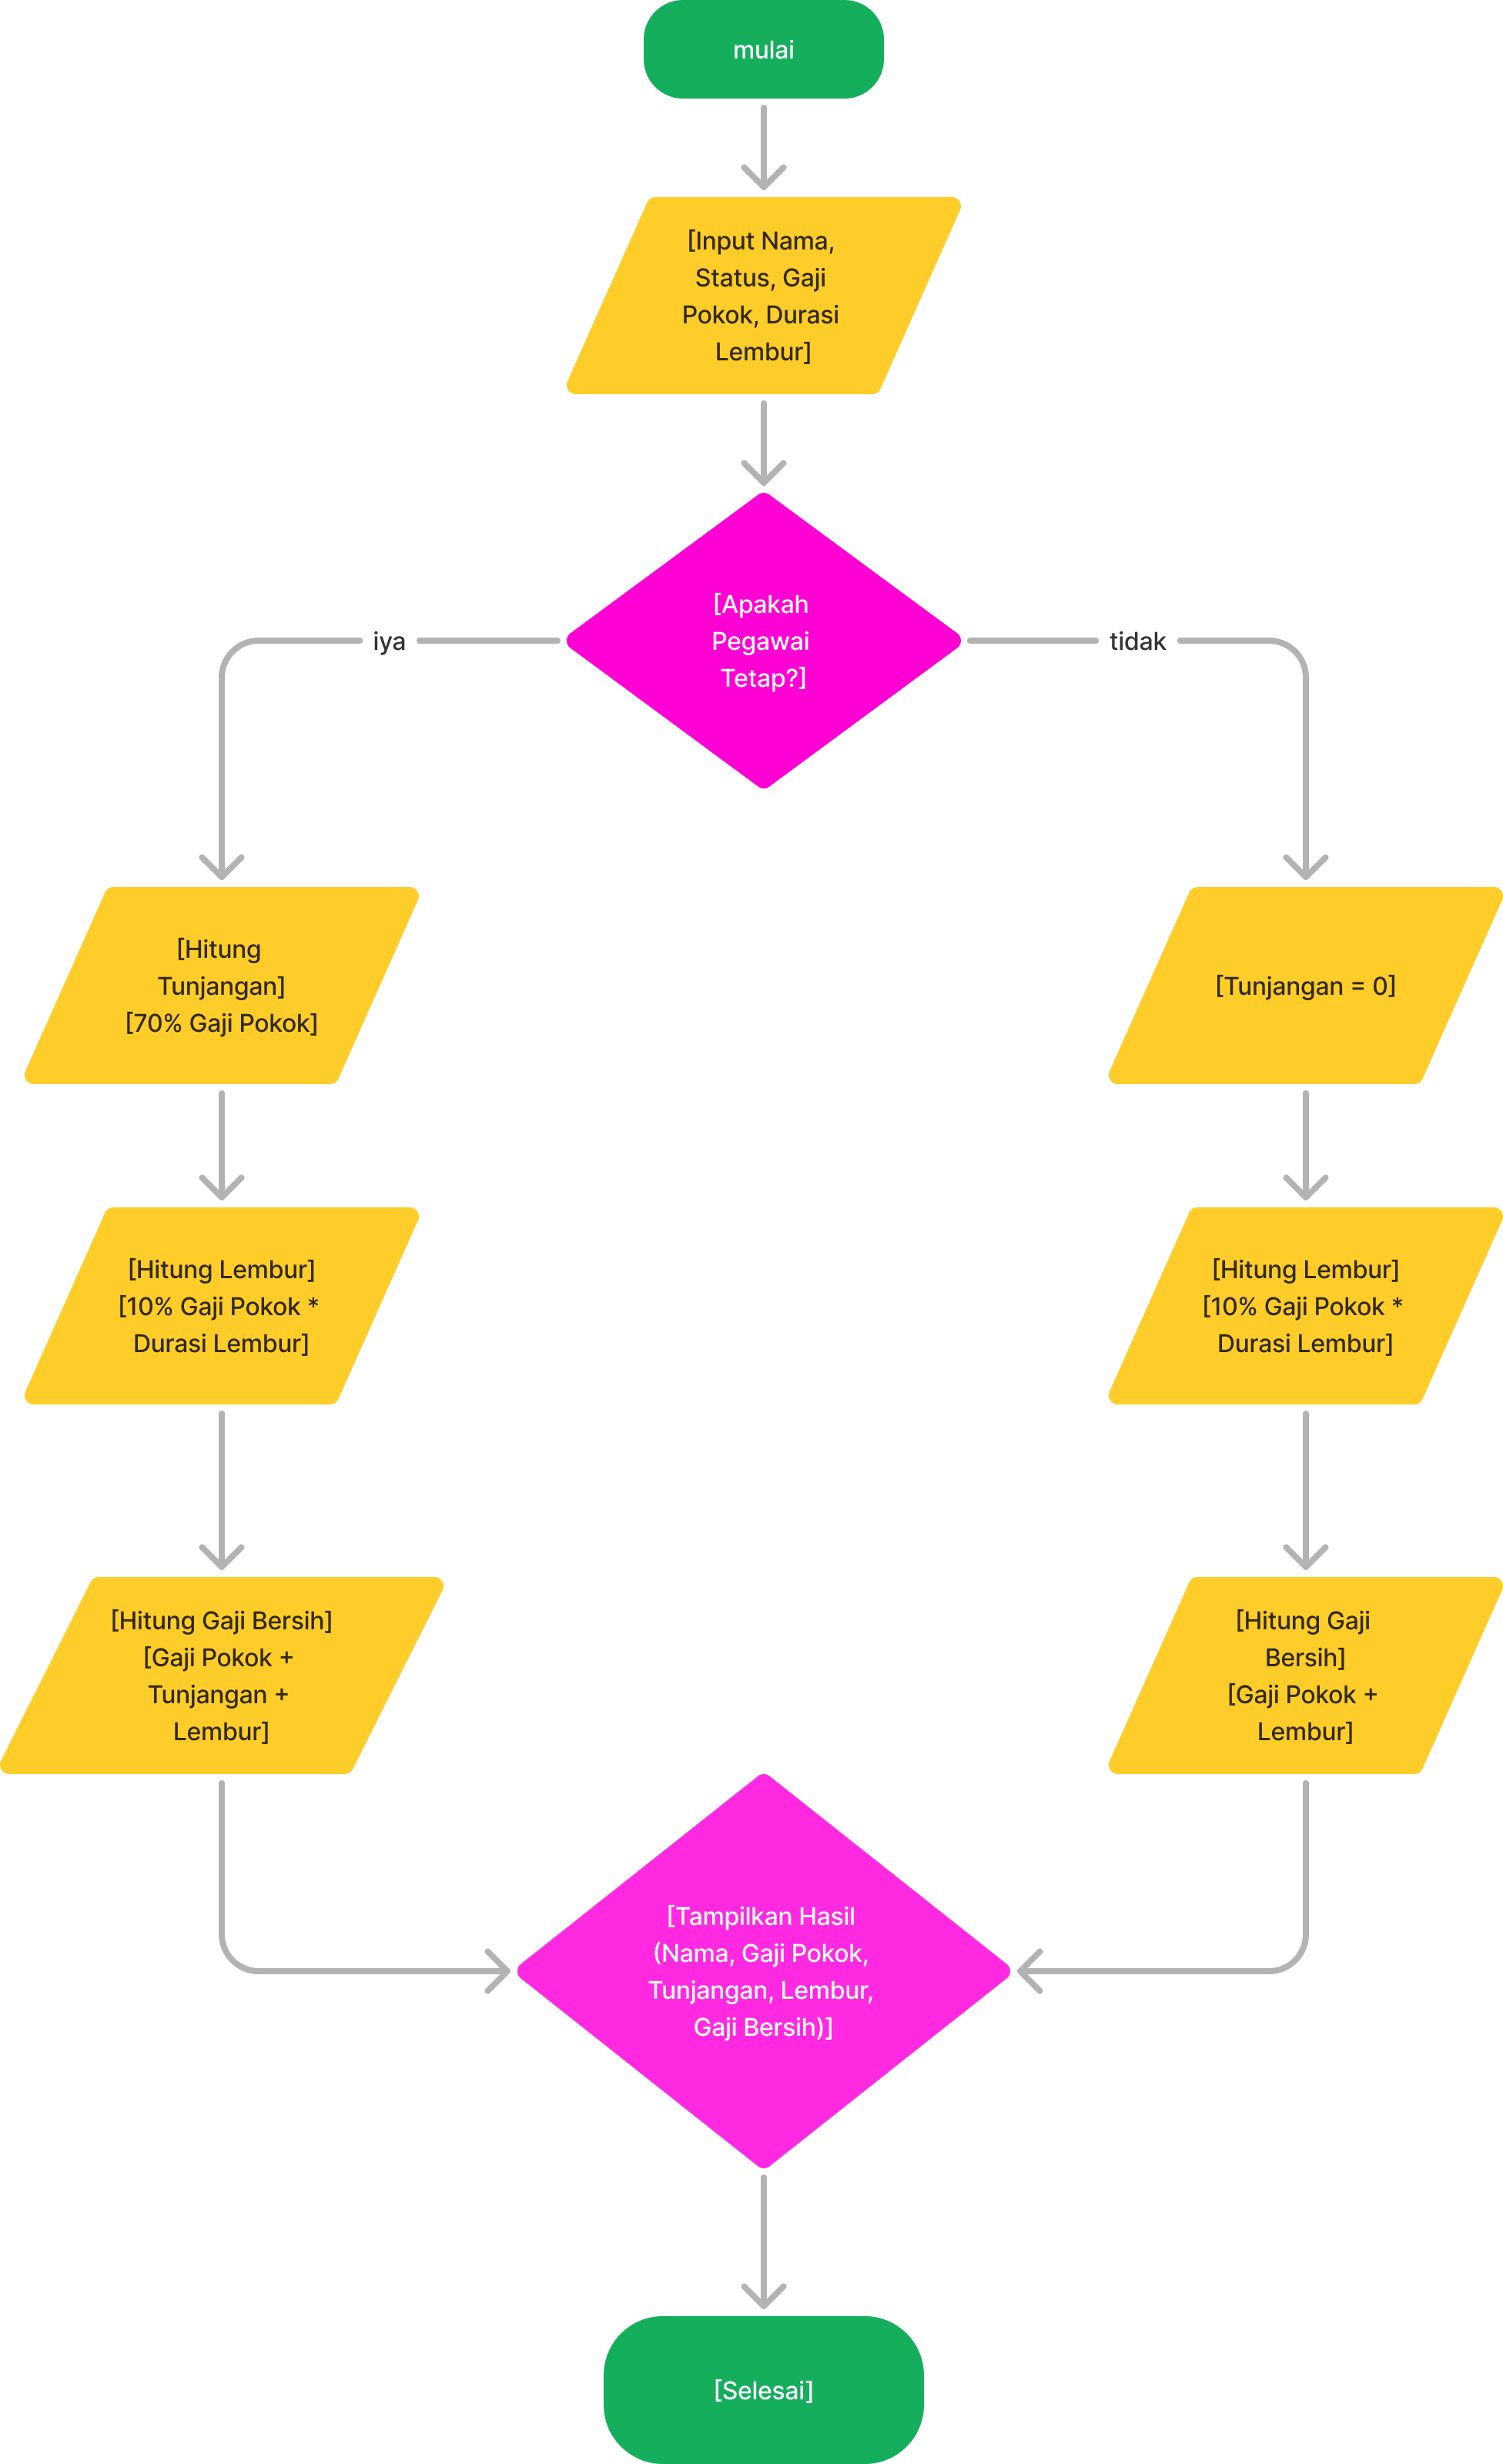 mulai
[Input Nama,
Status, Gaji
Pokok, Durasi
Lembur]
[Apakah
Pegawai
Tetap?]
iya
tidak
[Hitung
Tunjangan]
[70% Gaji Pokok]
[Tunjangan = 0]
[Hitung Lembur]
[10% Gaji Pokok *
Durasi Lembur]
[Hitung Lembur]
[10% Gaji Pokok *
Durasi Lembur]
[Hitung Gaji Bersih]
[Gaji Pokok +
Tunjangan +
Lembur]
[Hitung Gaji
Bersih]
[Gaji Pokok +
Lembur]
[Tampilkan Hasil
(Nama, Gaji Pokok,
Tunjangan, Lembur,
Gaji Bersih)]
[Selesai]